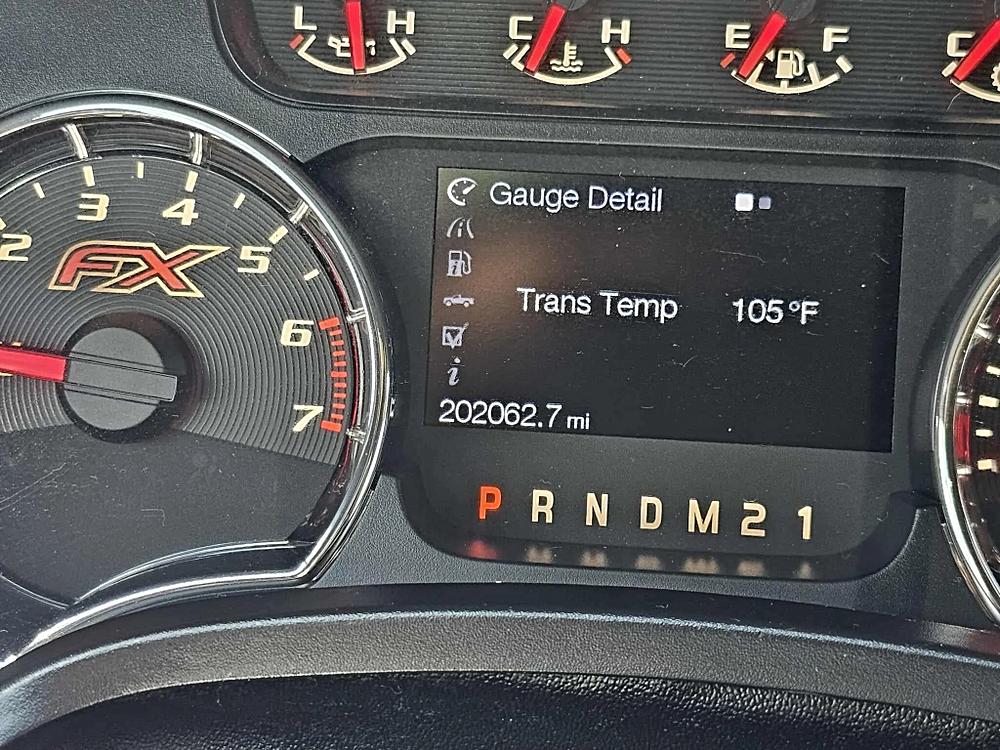 L H
C H
E F
C
2 3 4 5 6 7
FX
Gauge Detail
Trans Temp 105°F
202062.7 mi
P R N D M 2 1